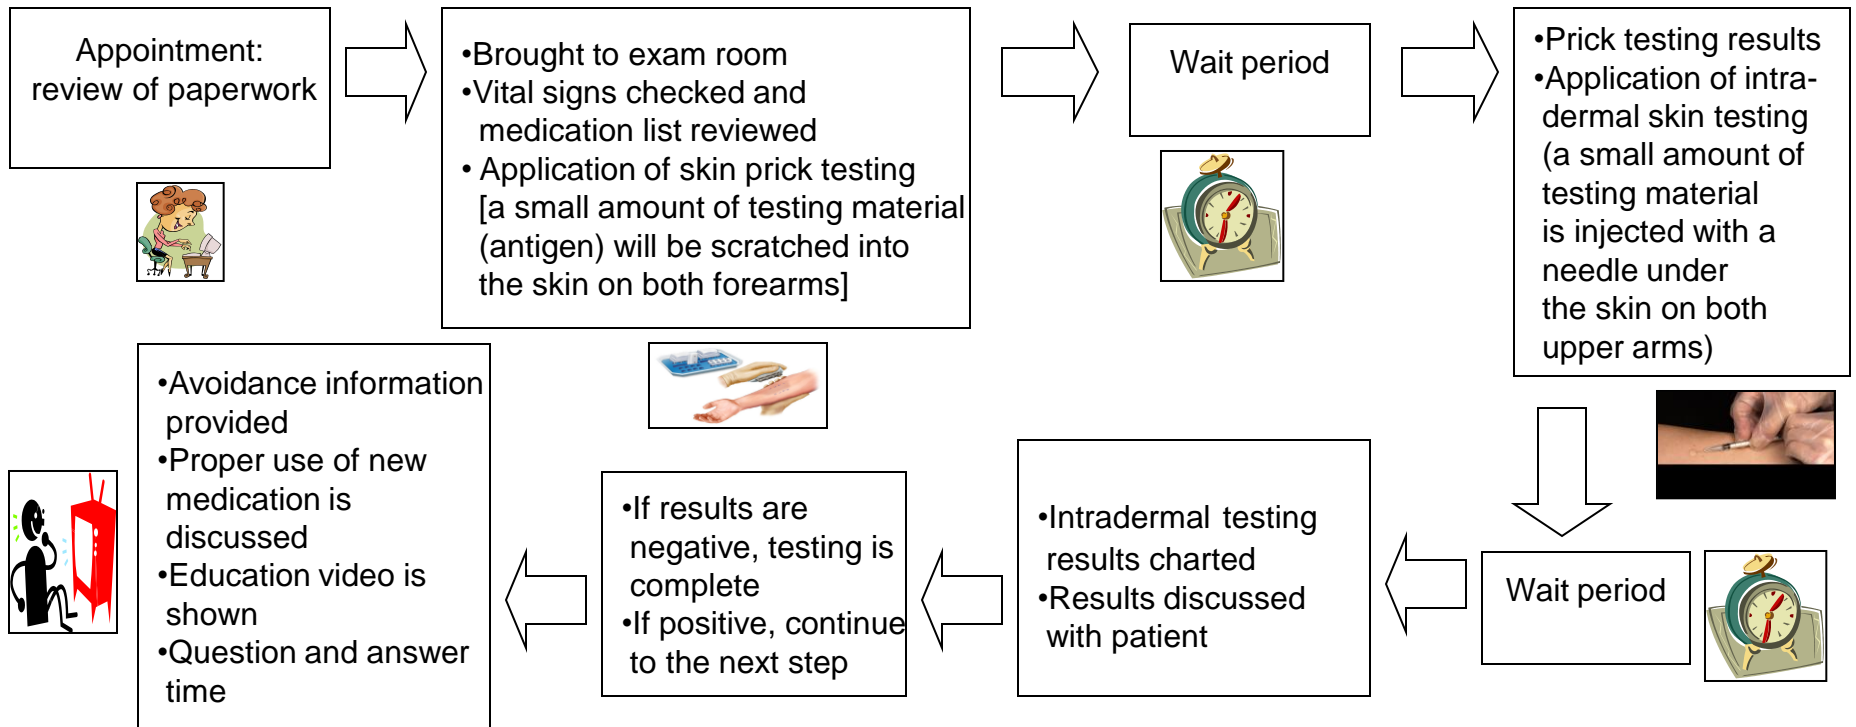 Appointment:
review of paperwork
•Brought to exam room
•Vital signs checked and
medication list reviewed
• Application of skin prick testing
[a small amount of testing material
(antigen) will be scratched into
the skin on both forearms]
Wait period
•Prick testing results
•Application of intra-
dermal skin testing
(a small amount of
testing material
is injected with a
needle under
the skin on both
upper arms)
Wait period
•Intradermal testing
results charted
•Results discussed
with patient
•If results are
negative, testing is
complete
•If positive, continue
to the next step
•Avoidance information
provided
•Proper use of new
medication is
discussed
•Education video is
shown
•Question and answer
time